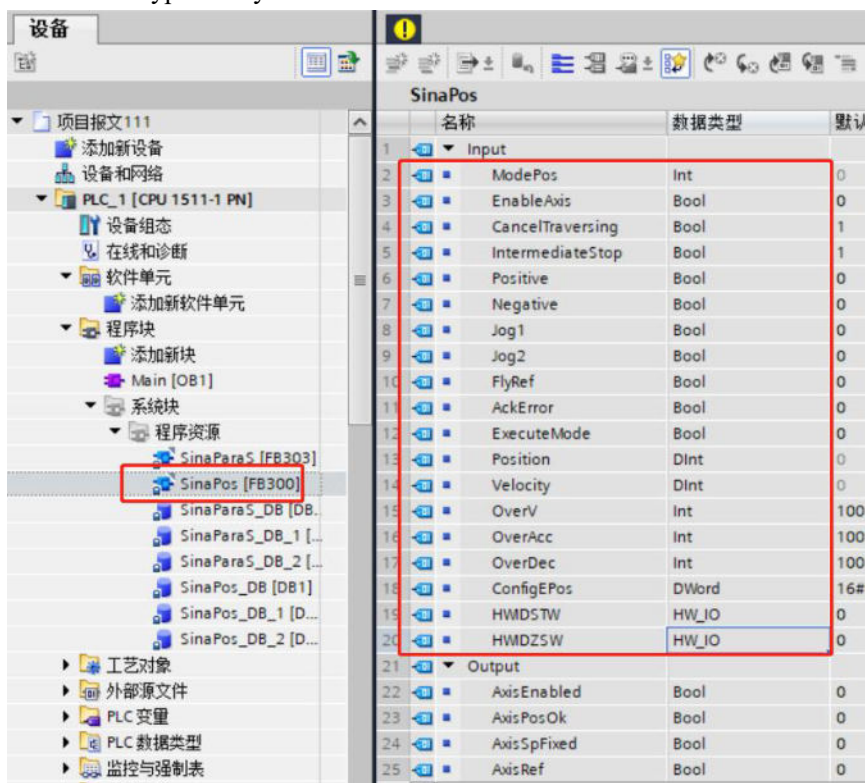 设备
项目报文111
添加新设备
设备和网络
PLC_1 [CPU 1511-1 PN]
设备组态
在线和诊断
软件单元
添加新软件单元
程序块
添加新块
Main [OB1]
系统块
程序资源
SinaParaS [FB303]
SinaPos [FB300]
SinaParaS_DB [DB...
SinaParaS_DB_1 [...
SinaParaS_DB_2 [...
SinaPos_DB [DB1]
SinaPos_DB_1 [D...
SinaPos_DB_2 [D...
工艺对象
外部源文件
PLC 变量
PLC 数据类型
监控与强制表
SinaPos
名称 数据类型
1 Input
2 ModePos Int 0
3 EnableAxis Bool 0
4 CancelTraversing Bool 1
5 IntermediateStop Bool 1
6 Positive Bool 0
7 Negative Bool 0
8 Jog1 Bool 0
9 Jog2 Bool 0
10 FlyRef Bool 0
11 AckError Bool 0
12 ExecuteMode Bool 0
13 Position DInt 0
14 Velocity DInt 0
15 OverV Int 100
16 OverAcc Int 100
17 OverDec Int 100
18 ConfigEPos DWord 16#
19 HWIDSTW HW_IO 0
20 HWIDZSW HW_IO 0
21 Output
22 AxisEnabled Bool 0
23 AxisPosOk Bool 0
24 AxisSpFixed Bool 0
25 AxisRef Bool 0